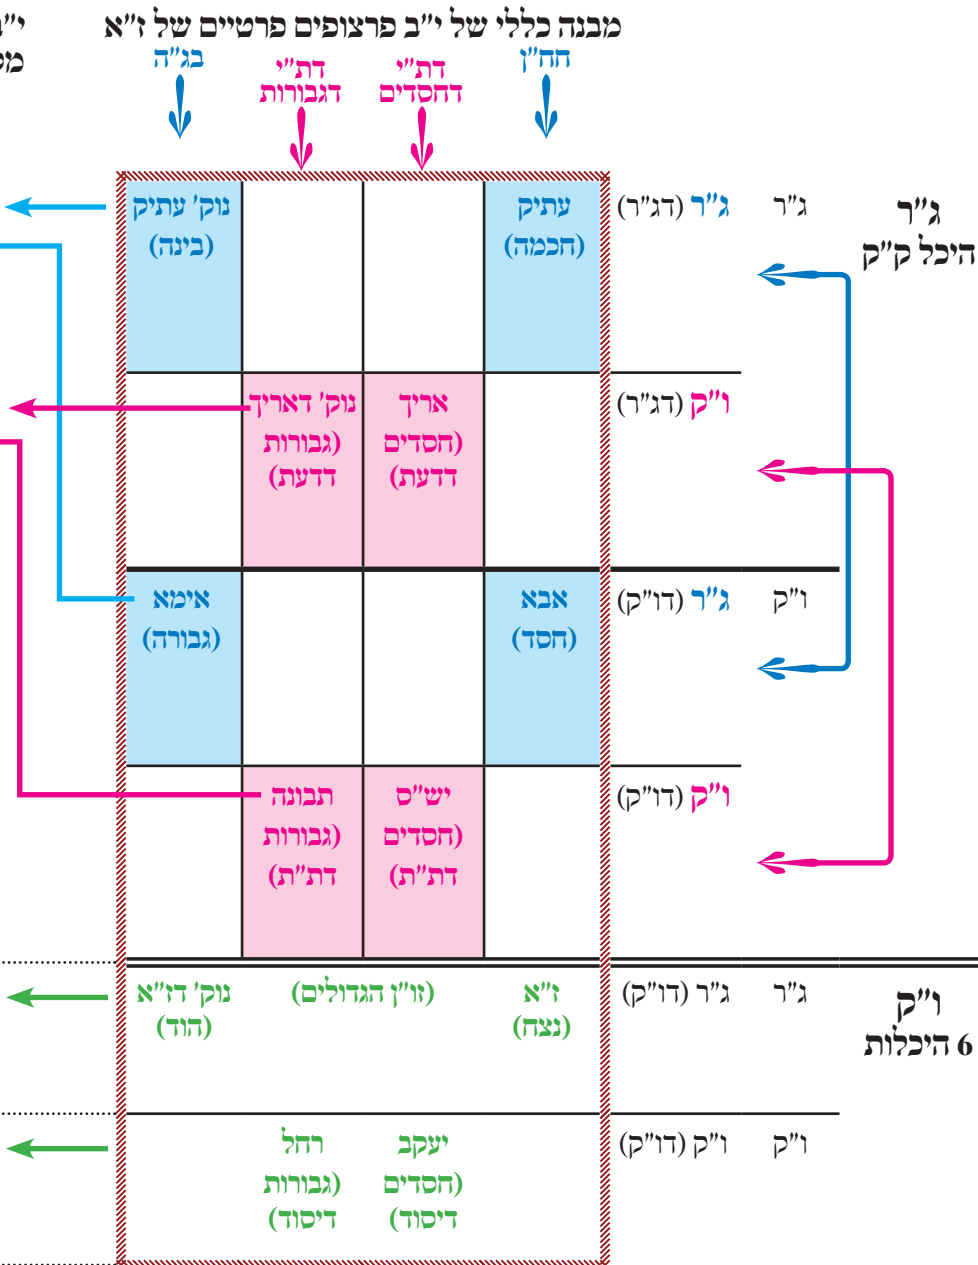 מבנה כללי של י"ב פרצופים פרטיים של ז"א
חח"ן
דת"י
דחסדים
דת"י
דגבורות
בג"ה
ג"ר
היכל ק"ק
ג"ר
ג"ר (דג"ר)
עתיק
(חכמה)
נוק' עתיק
(בינה)
ו"ק (דג"ר)
אריך
(חסדים
דדעת)
נוק' דאריך
(גבורות
דדעת)
ו"ק
ג"ר (דו"ק)
אבא
(חסד)
אימא
(גבורה)
ו"ק (דו"ק)
יש"ס
(חסדים
דת"ת)
תבונה
(גבורות
דת"ת)
ו"ק
6 היכלות
ג"ר
ג"ר (דו"ק)
ז"א
(נצח)
(זו"ן הגדולים)
נוק' דז"א
(הוד)
ו"ק
ו"ק (דו"ק)
יעקב
(חסדים
דיסוד)
רחל
(גבורות
דיסוד)